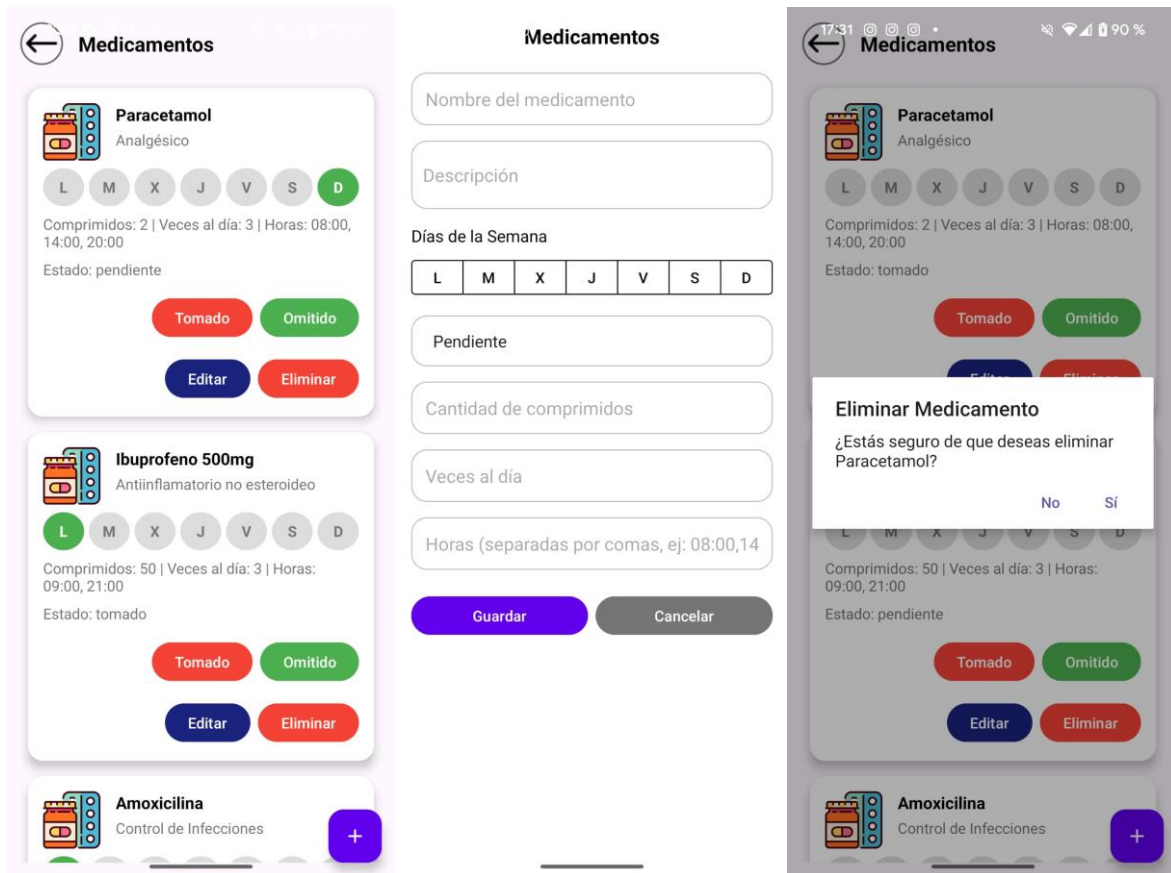 Medicamentos
Paracetamol
Analgésico
L M X J V S D
Comprimidos: 2 | Veces al día: 3 | Horas: 08:00,
14:00, 20:00
Estado: pendiente
Tomado Omitido
Editar Eliminar
Ibuprofeno 500mg
Antiinflamatorio no esteroideo
L M X J V S D
Comprimidos: 50 | Veces al día: 3 | Horas:
09:00, 21:00
Estado: tomado
Tomado Omitido
Editar Eliminar
Amoxicilina
Control de Infecciones
+
Medicamentos
Nombre del medicamento
Descripción
Días de la Semana
L M X J V S D
Pendiente
Cantidad de comprimidos
Veces al día
Horas (separadas por comas, ej: 08:00,14
Guardar Cancelar
17:31 90 %
Medicamentos
Paracetamol
Analgésico
L M X J V S D
Comprimidos: 2 | Veces al día: 3 | Horas: 08:00,
14:00, 20:00
Estado: tomado
Tomado Omitido
Editar Eliminar
Eliminar Medicamento
¿Estás seguro de que deseas eliminar
Paracetamol?
No Sí
L M X J V S D
Comprimidos: 50 | Veces al día: 3 | Horas:
09:00, 21:00
Estado: pendiente
Tomado Omitido
Editar Eliminar
Amoxicilina
Control de Infecciones
+